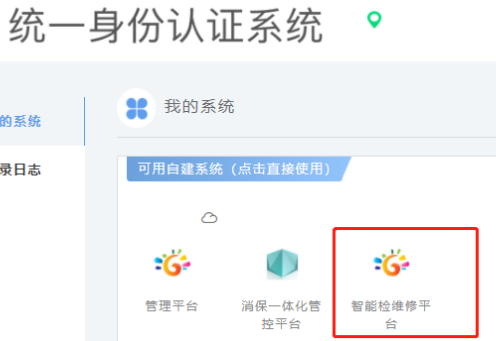 统一身份认证系统
我的系统
的系统
录日志
可用自建系统（点击直接使用）
管理平台
消保一体化管
控平台
智能检维修平
台